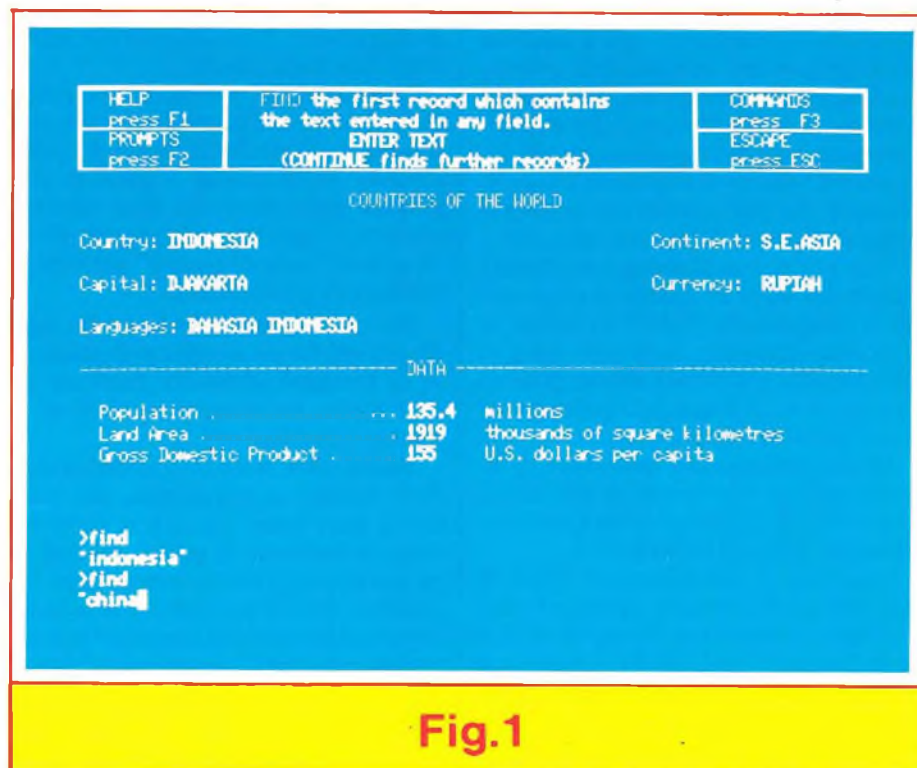 HELP
press F1
PROMPTS
press F2
FIND the first record which contains
the text entered in any field.
ENTER TEXT
(CONTINUE finds further records)
COMMANDS
press F3
ESCAPE
press ESC
COUNTRIES OF THE WORLD
Country: INDONESIA
Continent: S.E.ASIA
Capital: DJAKARTA
Currency: RUPIAH
Languages: BAHASIA INDONESIA
DATA
Population ... 135.4 millions
Land Area . 1919 thousands of square kilometres
Gross Domestic Product . 155 U.S. dollars per capita
>find
"indonesia"
>find
"china
Fig.1